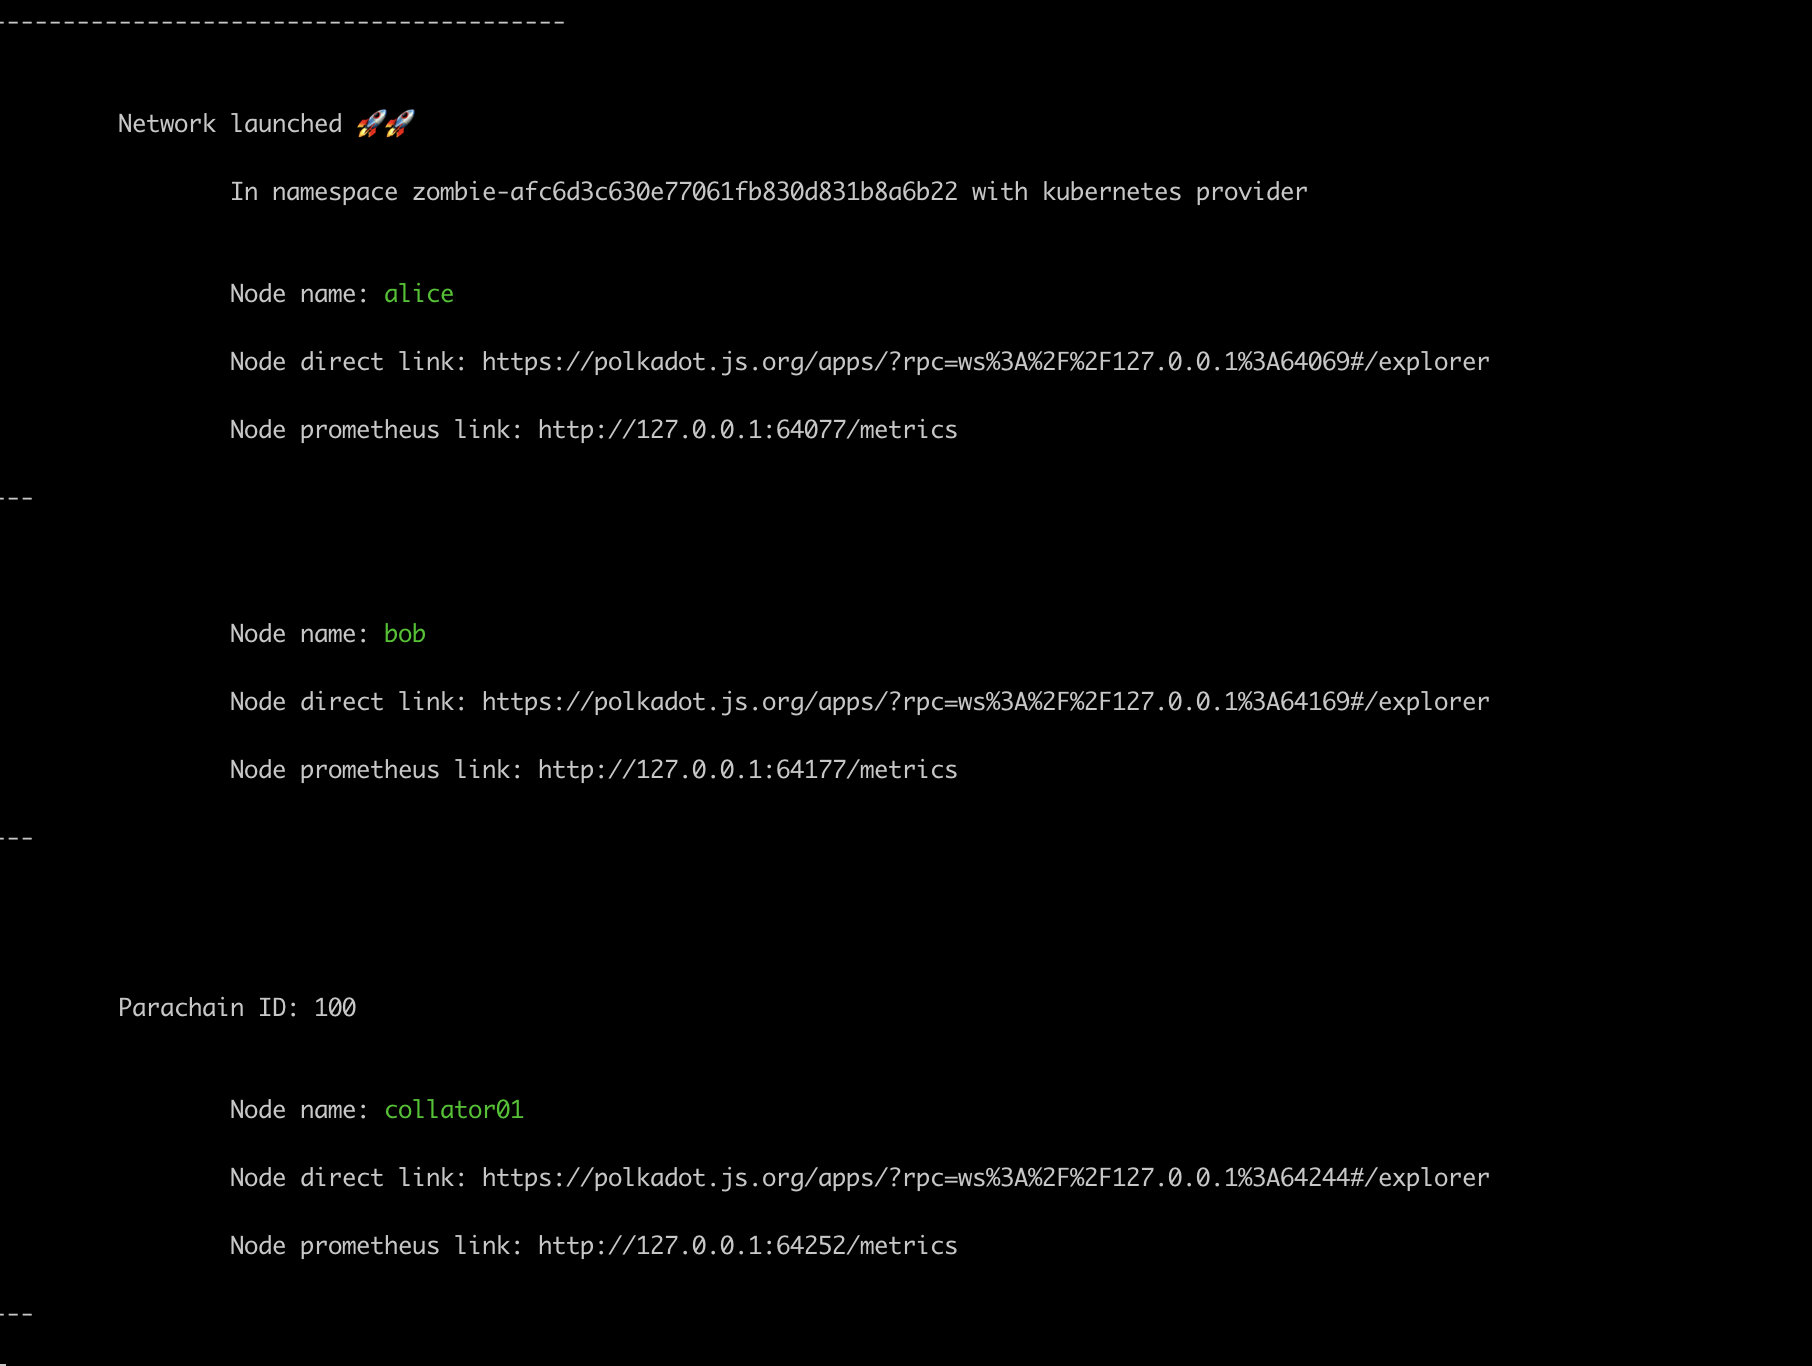 -----------------------------------------
Network launched 🚀🚀
In namespace zombie-afc6d3c630e77061fb830d831b8a6b22 with kubernetes provider
Node name: alice
Node direct link: https://polkadot.js.org/apps/?rpc=ws%3A%2F%2F127.0.0.1%3A64069#/explorer
Node prometheus link: http://127.0.0.1:64077/metrics
---
Node name: bob
Node direct link: https://polkadot.js.org/apps/?rpc=ws%3A%2F%2F127.0.0.1%3A64169#/explorer
Node prometheus link: http://127.0.0.1:64177/metrics
---
Parachain ID: 100
Node name: collator01
Node direct link: https://polkadot.js.org/apps/?rpc=ws%3A%2F%2F127.0.0.1%3A64244#/explorer
Node prometheus link: http://127.0.0.1:64252/metrics
---